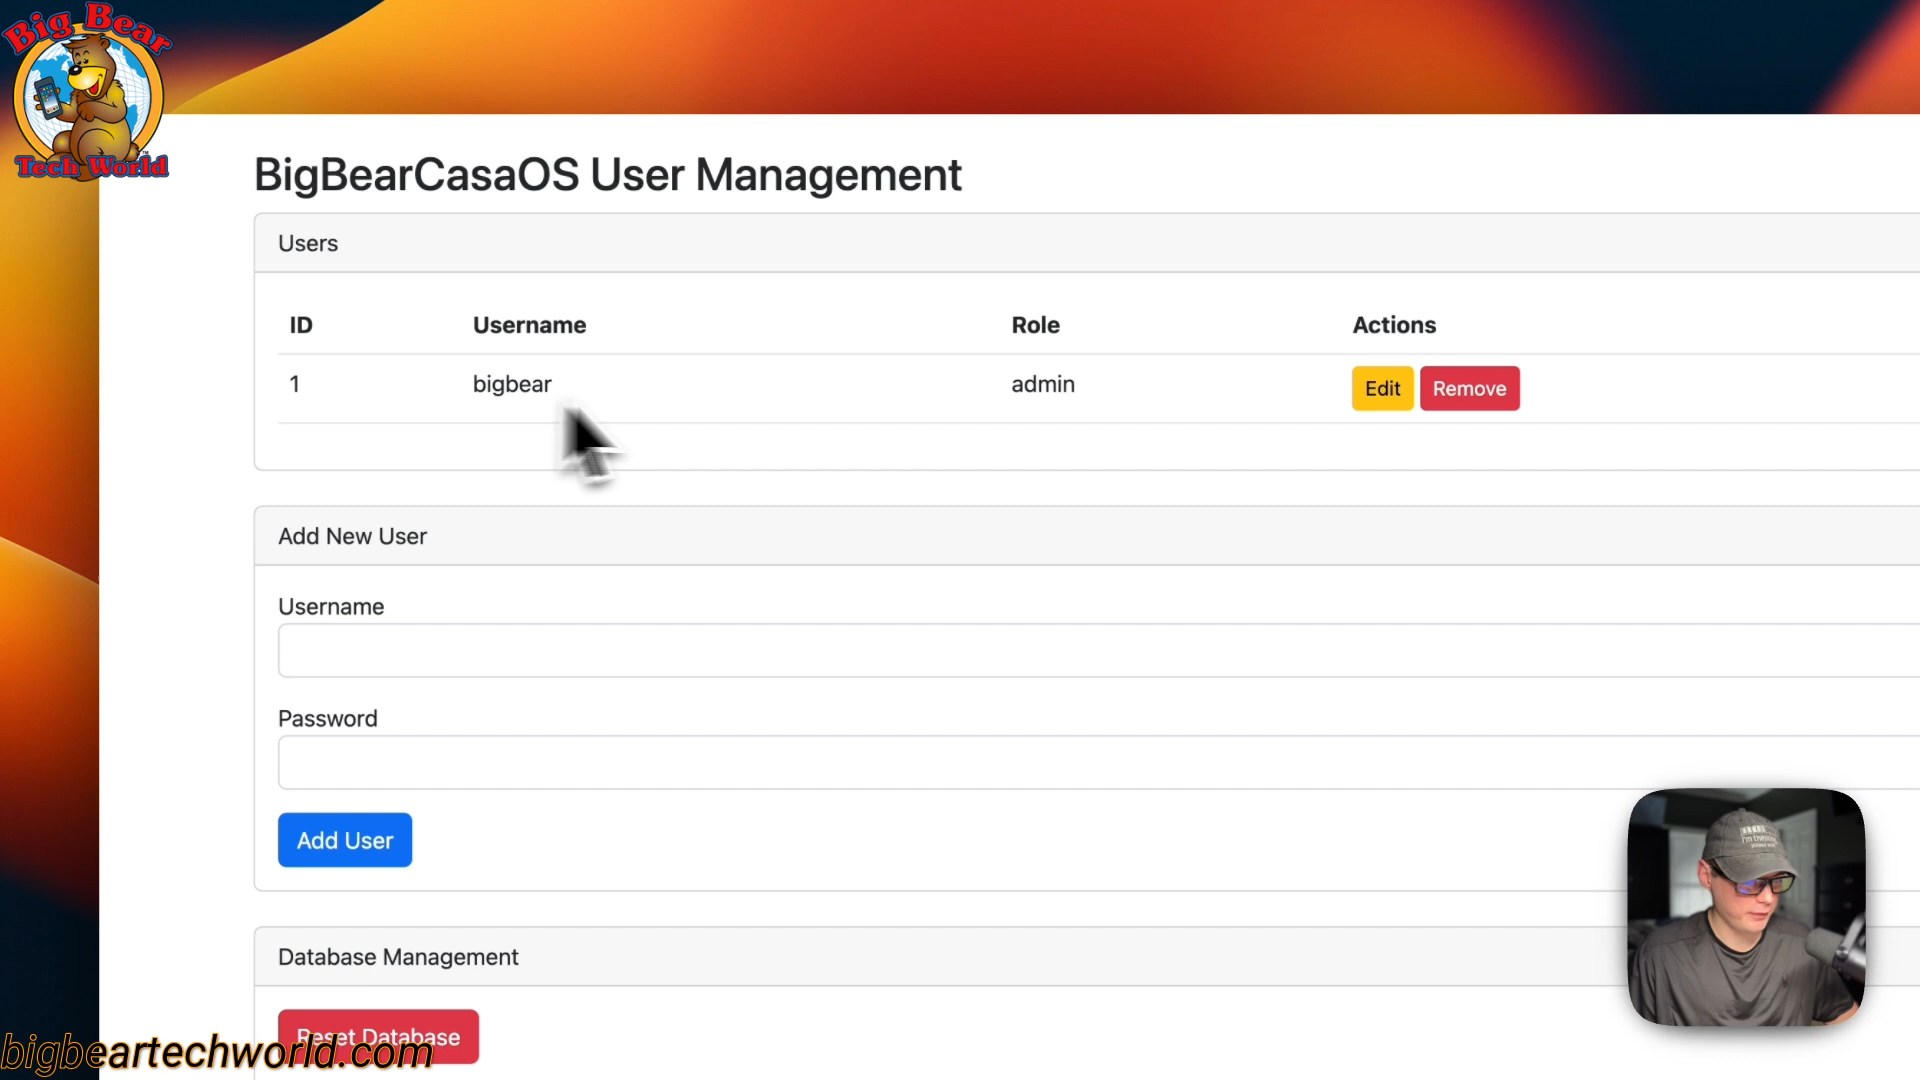 Big Bear
Tech World
BigBearCasaOS User Management
Users
ID Username Role Actions
1 bigbear admin Edit Remove
Add New User
Username
Password
Add User
Database Management
Reset Database
bigbeartechworld.com